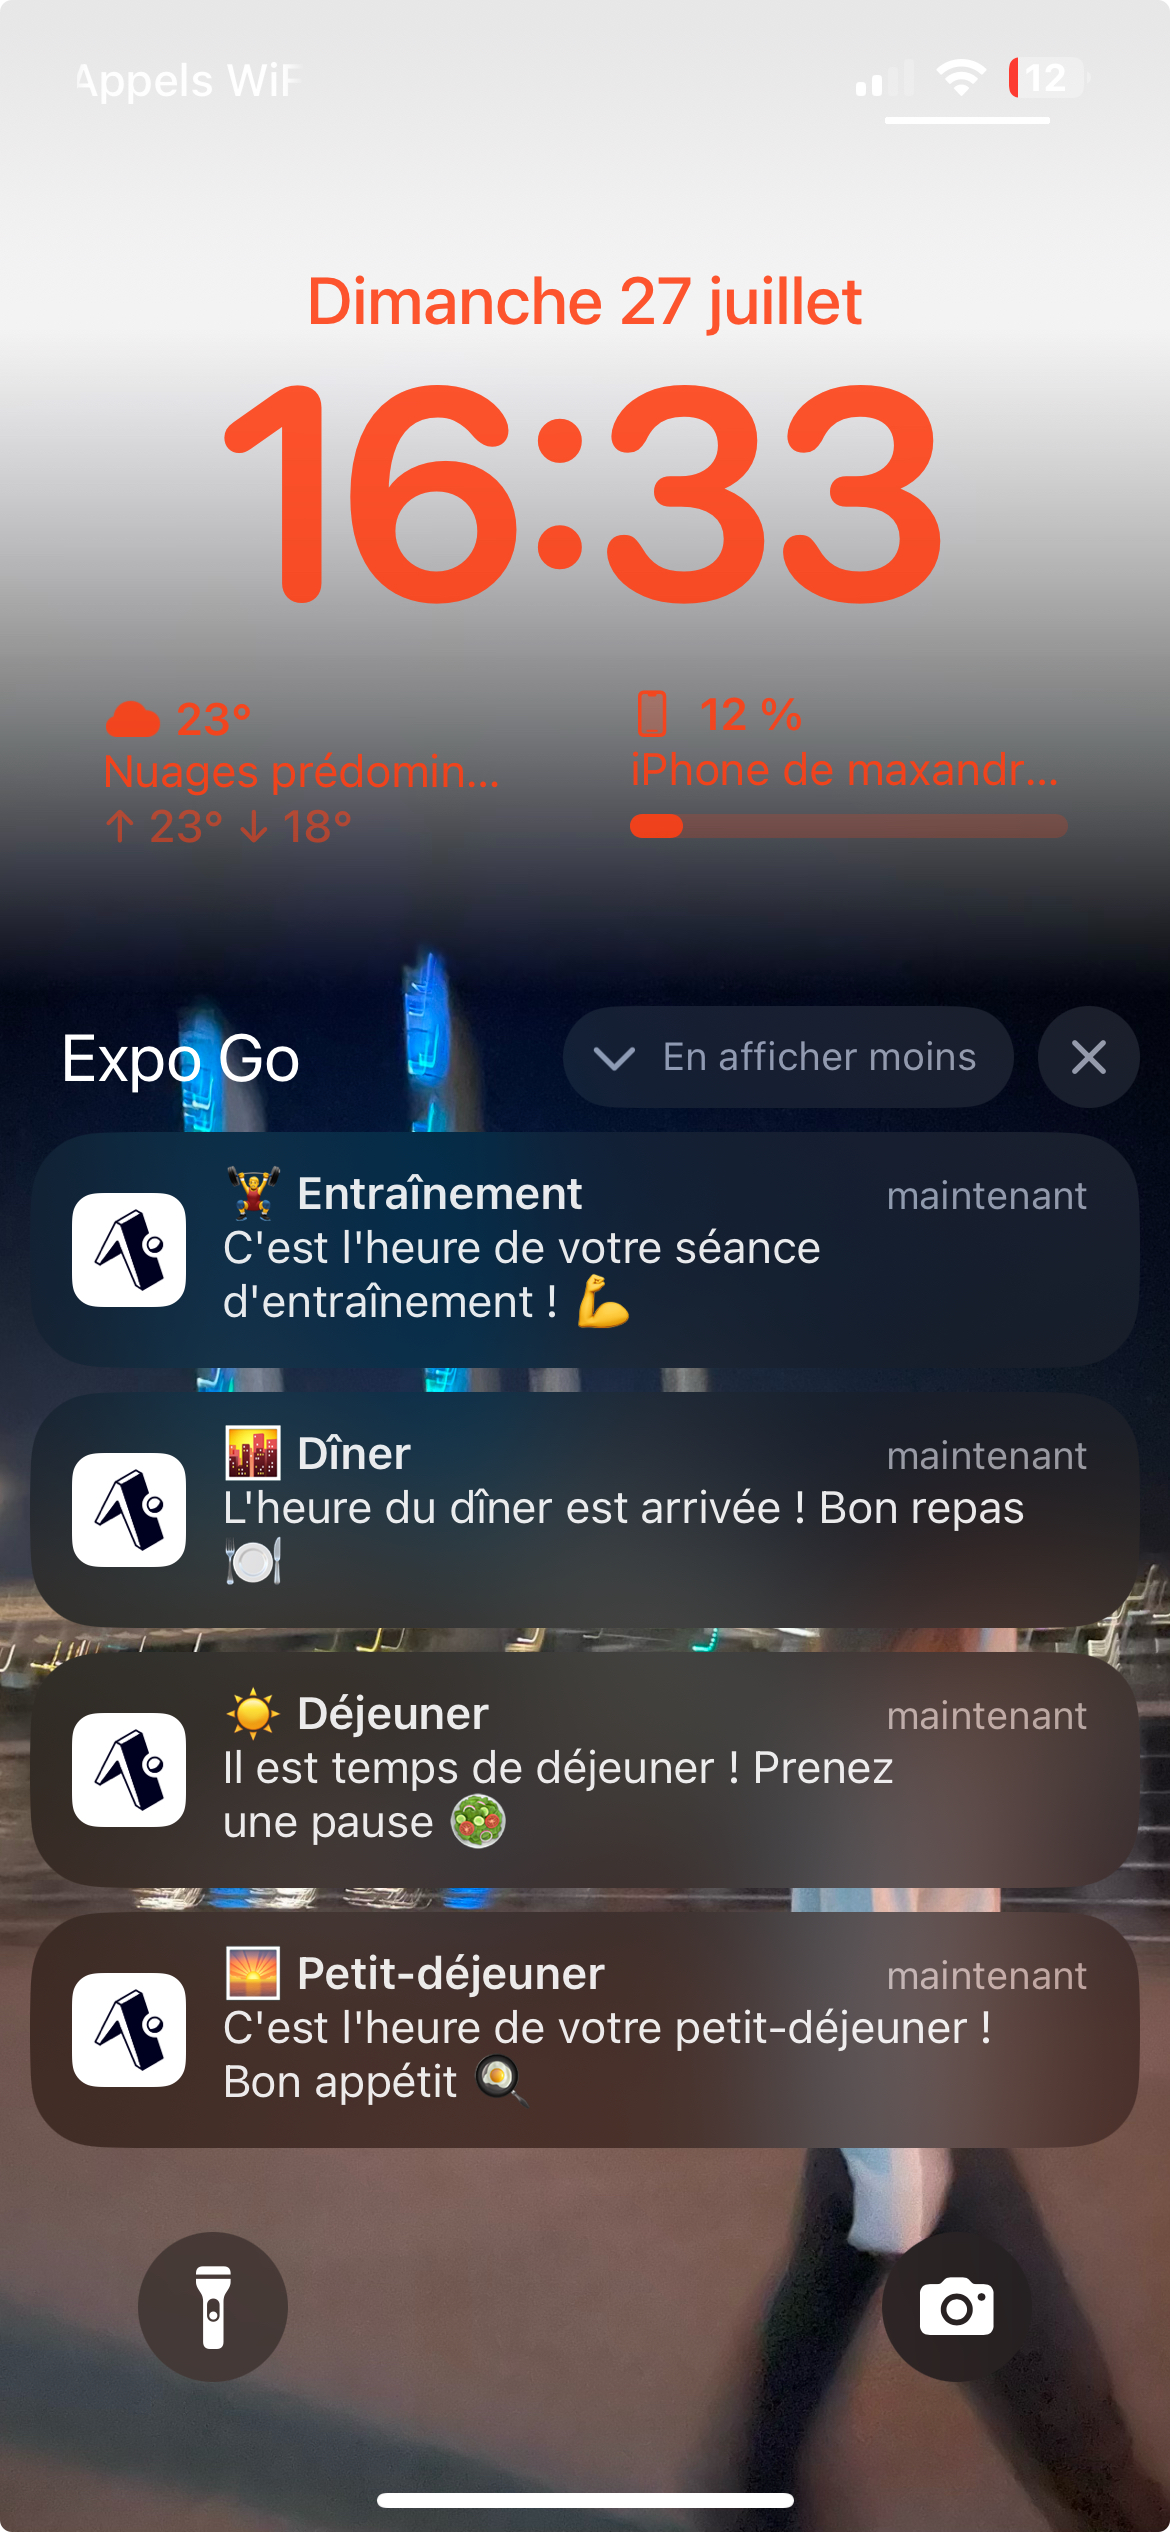 Appels WiF
12
Dimanche 27 juillet
16:33
23°
Nuages prédomin...
↑ 23° ↓ 18°
12 %
iPhone de maxandr...
Expo Go
En afficher moins
🏋️ Entraînement
maintenant
C'est l'heure de votre séance
d'entraînement ! 💪
🌇 Dîner
maintenant
L'heure du dîner est arrivée ! Bon repas
🍽️
☀️ Déjeuner
maintenant
Il est temps de déjeuner ! Prenez
une pause 🥗
🌅 Petit-déjeuner
maintenant
C'est l'heure de votre petit-déjeuner !
Bon appétit 🍳